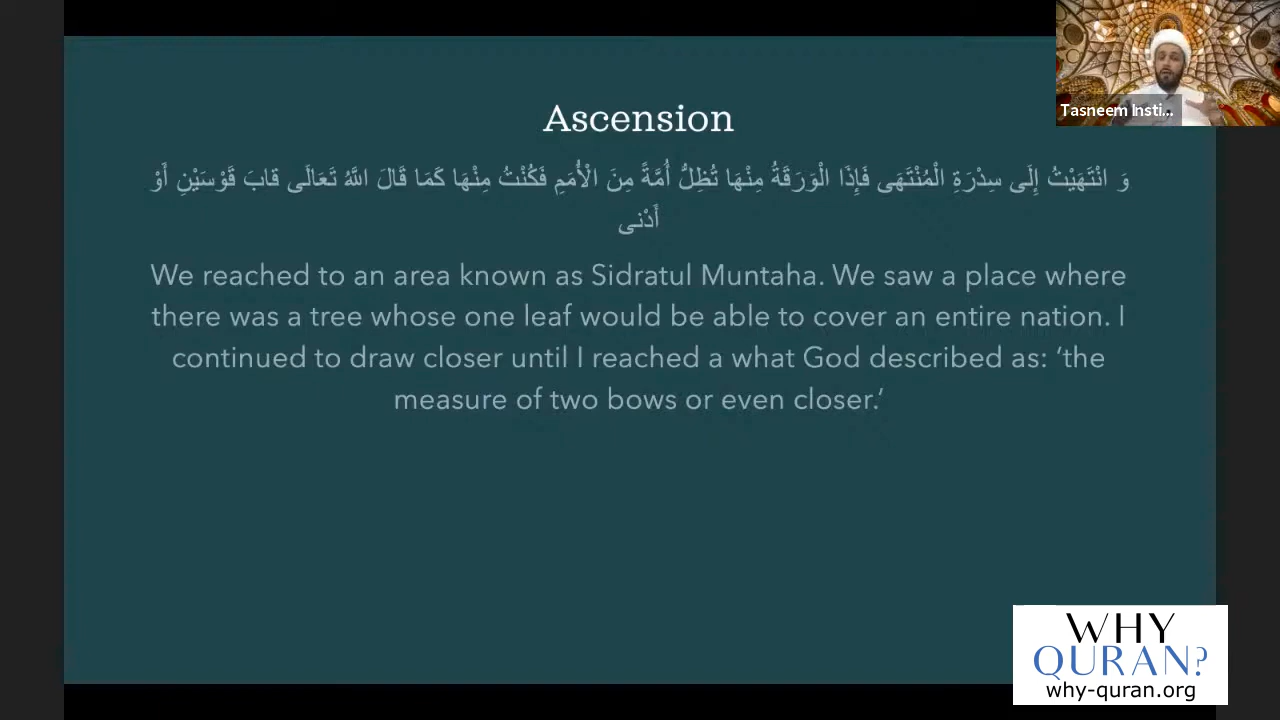 Ascension
وَ انْتَهَيْتُ إِلَى سِدْرَةِ الْمُنْتَهَى فَإِذَا الْوَرَقَةُ مِنْهَا تُظِلُّ أُمَّةً مِنَ الْأُمَمِ فَكُنْتُ مِنْهَا كَمَا قَالَ اللَّهُ تَعَالَى قابَ قَوْسَيْنِ أَوْ
أَدْنى
We reached to an area known as Sidratul Muntaha. We saw a place where
there was a tree whose one leaf would be able to cover an entire nation. I
continued to draw closer until I reached a what God described as: ‘the
measure of two bows or even closer.’
Tasneem Insti...
WHY
QURAN?
why-quran.org